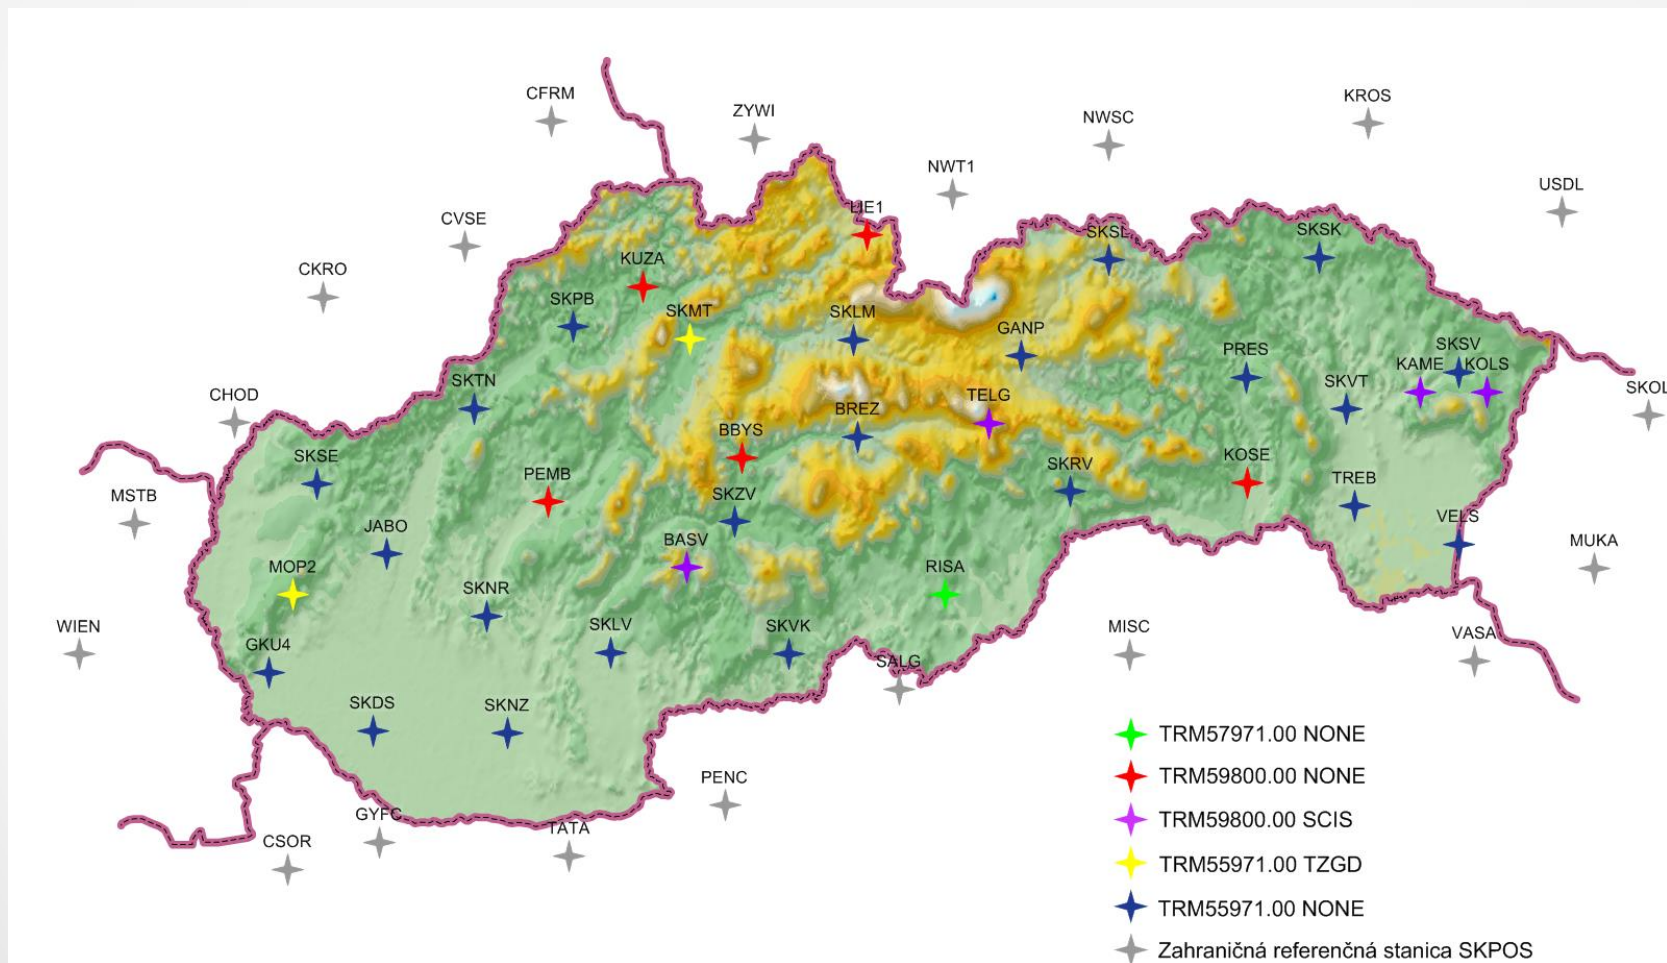 CFRM
KROS
ZYWI
NWSC
NWT1
USDL
LIE1
CVSE
SKSL
SKSK
KUZA
CKRO
SKPB
SKMT
SKLM
GANP
SKSV
PRES
KAME
KOLS
SKTN
SKVT
SKOL
CHOD
TELG
BREZ
BBYS
SKSE
PEMB
SKRV
KOSE
TREB
MSTB
SKZV
VELS
JABO
BASV
MUKA
MOP2
RISA
SKNR
WIEN
SKLV
SKVK
MISC
VASA
GKU4
SALG
SKDS
SKNZ
PENC
GYFC
TATA
CSOR
TRM57971.00 NONE
TRM59800.00 NONE
TRM59800.00 SCIS
TRM55971.00 TZGD
TRM55971.00 NONE
Zahraničná referenčná stanica SKPOS